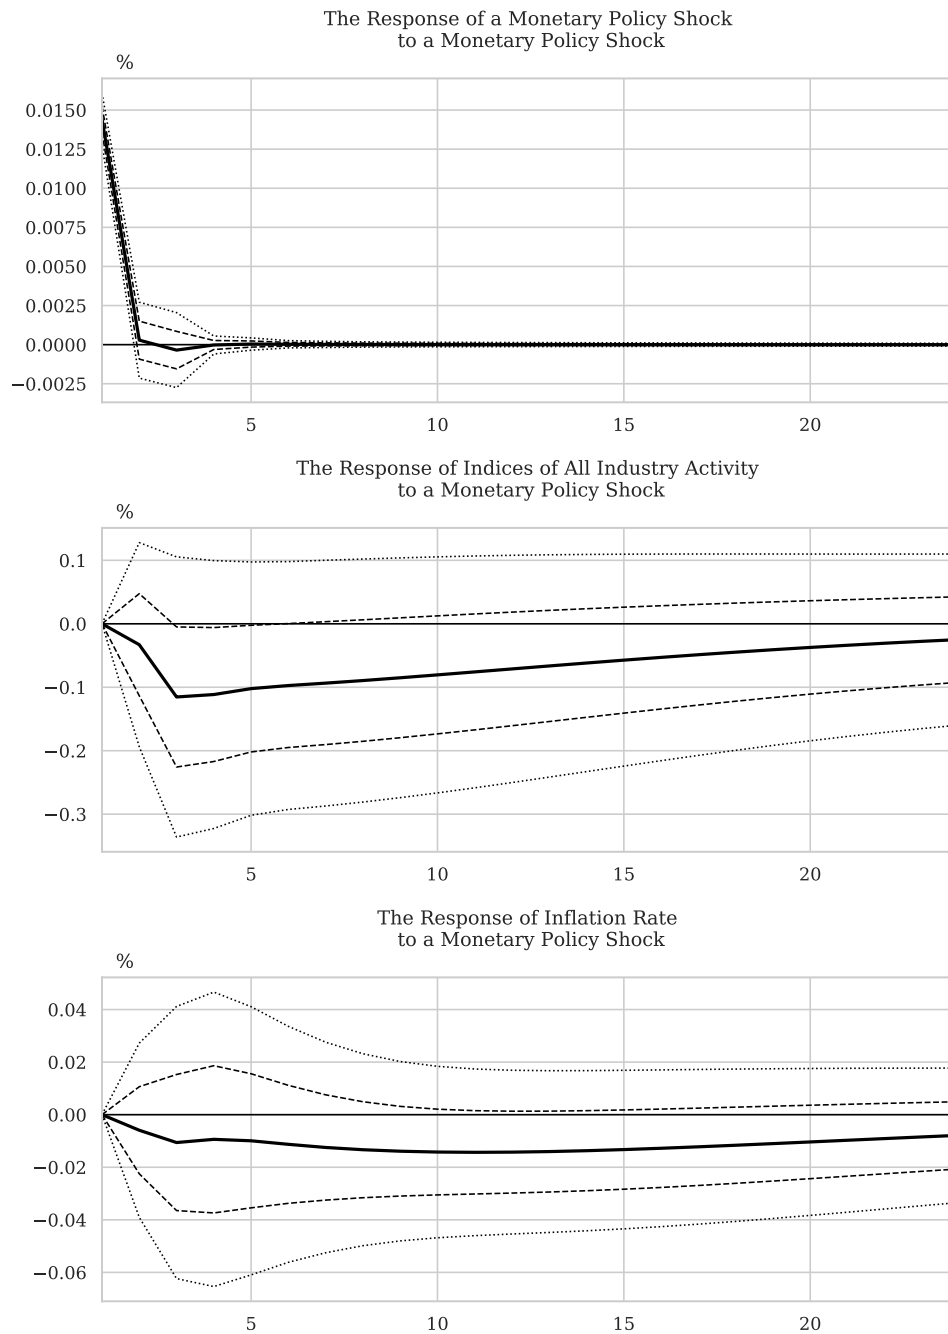 The Response of a Monetary Policy Shock
to a Monetary Policy Shock
%
0.0150
0.0125
0.0100
0.0075
0.0050
0.0025
0.0000
−0.0025
5 10 15 20
The Response of Indices of All Industry Activity
to a Monetary Policy Shock
%
0.1
0.0
−0.1
−0.2
−0.3
5 10 15 20
The Response of Inflation Rate
to a Monetary Policy Shock
%
0.04
0.02
0.00
−0.02
−0.04
−0.06
5 10 15 20